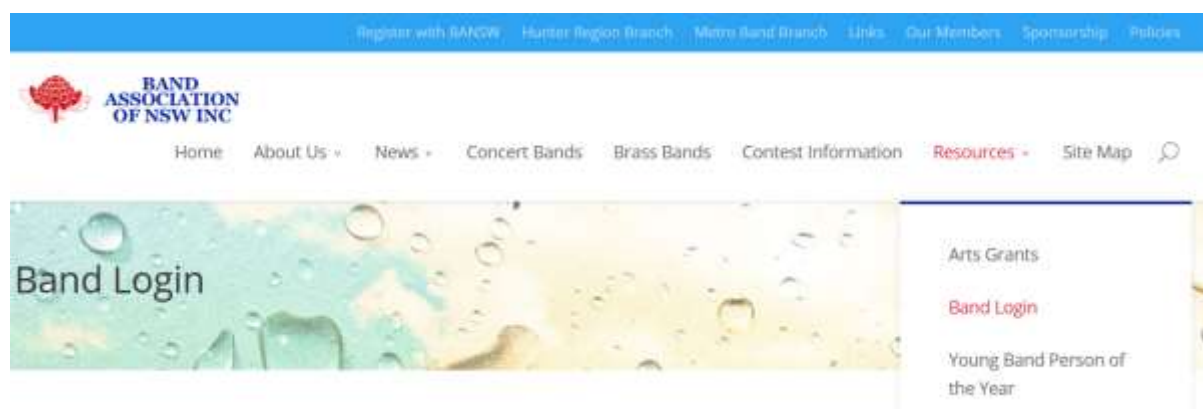 Register with BANSW Hunter Region Branch Metro Band Branch Links Our Members Sponsorship Policies
BAND
ASSOCIATION
OF NSW INC
Home About Us News Concert Bands Brass Bands Contest Information Resources Site Map
Band Login
Arts Grants
Band Login
Young Band Person of
the Year